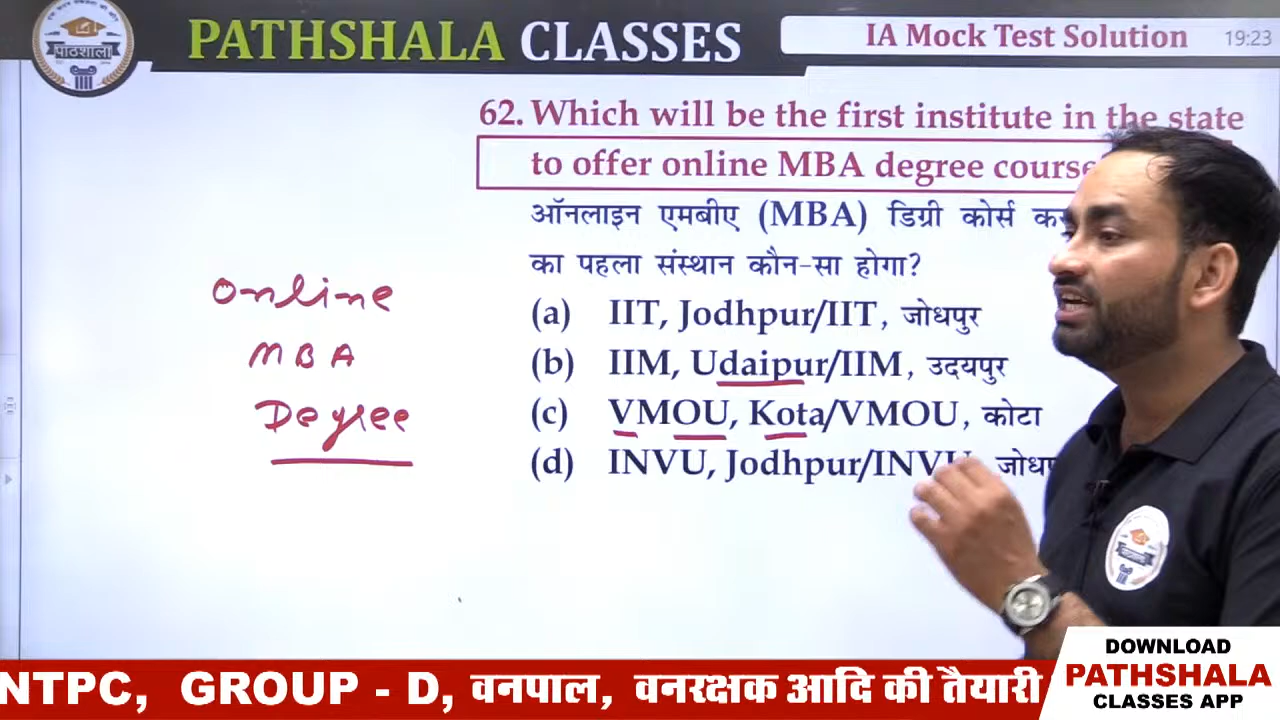 पाठशाला
PATHSHALA CLASSES
IA Mock Test Solution
19:23
62. Which will be the first institute in the state
to offer online MBA degree course
ऑनलाइन एमबीए (MBA) डिग्री कोर्स
का पहला संस्थान कौन-सा होगा?
(a) IIT, Jodhpur/IIT, जोधपुर
(b) IIM, Udaipur/IIM, उदयपुर
(c) VMOU, Kota/VMOU, कोटा
(d) INVU, Jodhpur/INVU,
Online
MBA
Degree
NTPC, GROUP - D, वनपाल, वनरक्षक आदि की तैयारी
DOWNLOAD
PATHSHALA
CLASSES APP